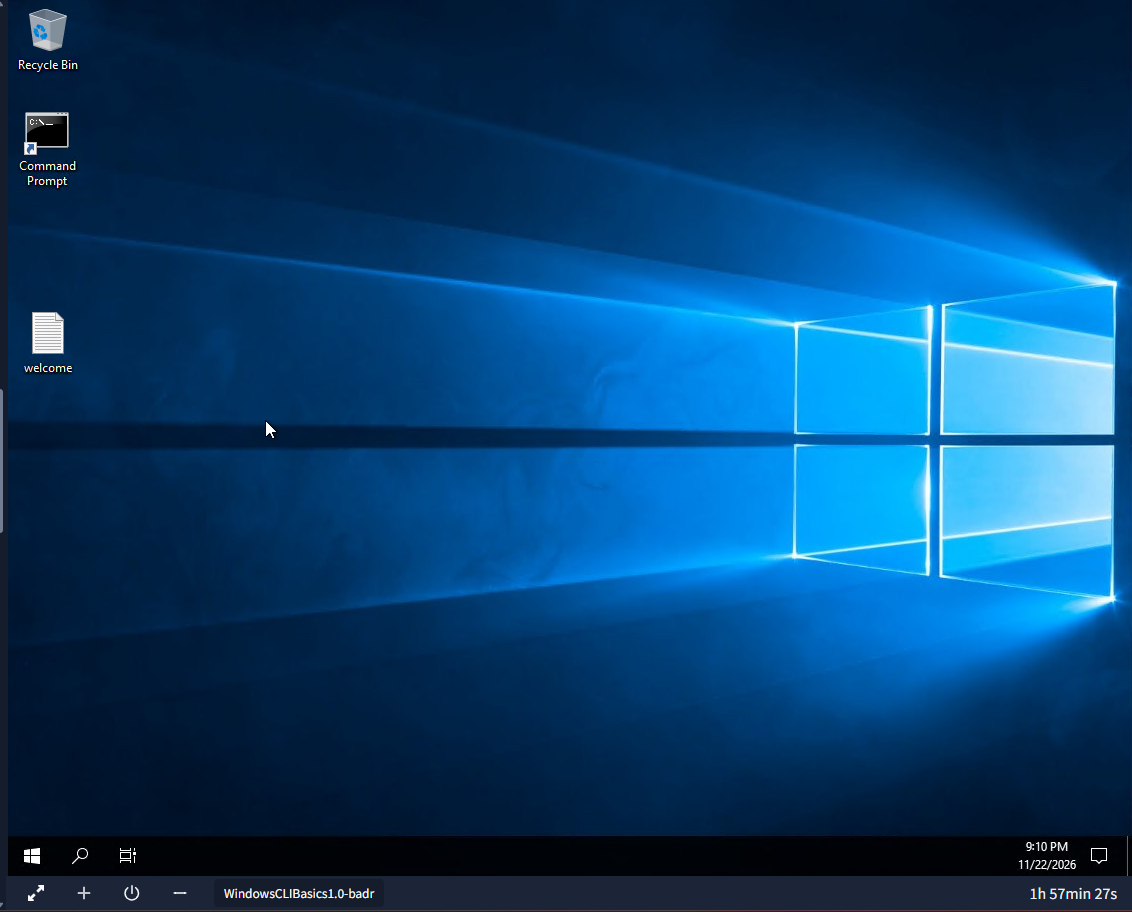 Recycle Bin
C:\_
Command
Prompt
welcome
9:10 PM
11/22/2026
WindowsCLIBasics1.0-badr
1h 57min 27s